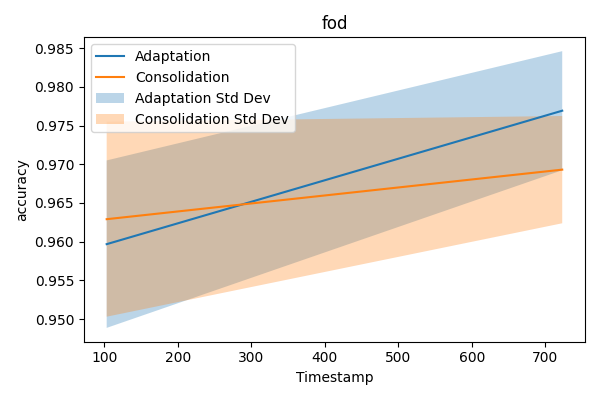 fod
0.985
0.980
0.975
0.970
0.965
0.960
0.955
0.950
accuracy
Adaptation
Consolidation
Adaptation Std Dev
Consolidation Std Dev
100 200 300 400 500 600 700
Timestamp